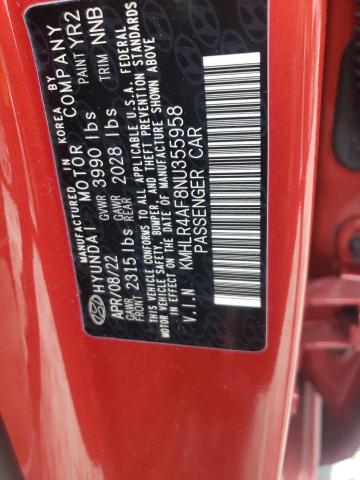 MANUFACTURED IN KOREA BY
HYUNDAI MOTOR COMPANY
APR/08/22 GVWR 3990 lbs PAINT YR2
GAWR FRONT 2315 lbs GAWR REAR 2028 lbs TRIM NNB
THIS VEHICLE CONFORMS TO ALL APPLICABLE U.S.A. FEDERAL
MOTOR VEHICLE SAFETY, BUMPER, AND THEFT PREVENTION STANDARDS
IN EFFECT ON THE DATE OF MANUFACTURE SHOWN ABOVE.
V.I.N KMHLR4AF8NU355958
PASSENGER CAR